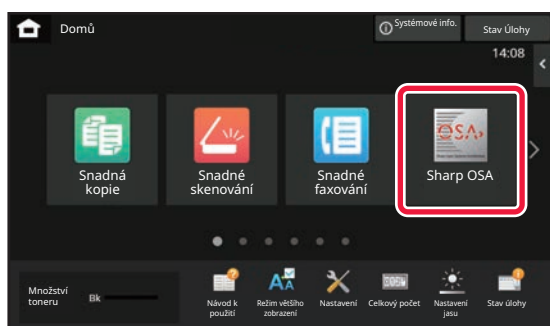 Domů
Systémové info.
Stav Úlohy
14:08
Snadná
kopie
Snadné
skenování
Snadné
faxování
OSA
Sharp OSA
Množství
toneru
Bk
Návod k
použití
Režim většího
zobrazení
Nastavení
Celkový počet
Nastavení
jasu
Stav úlohy